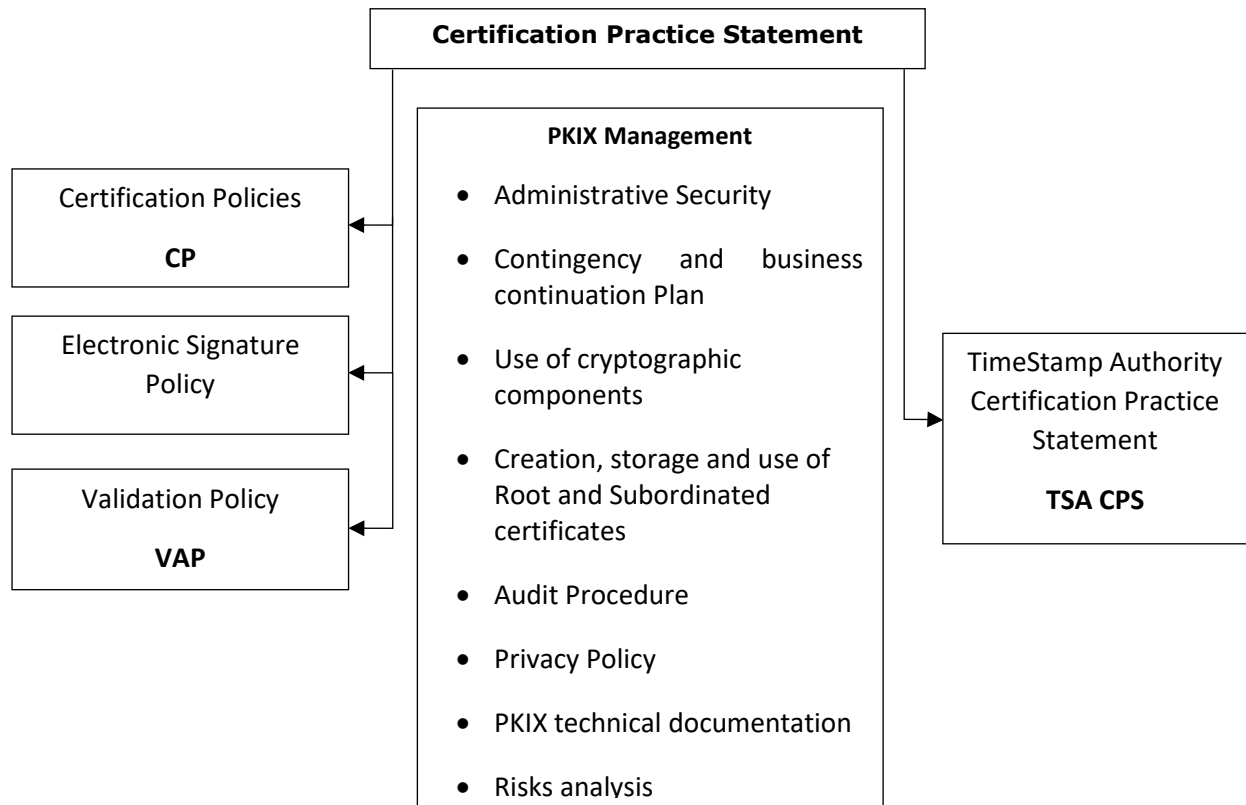 Certification Practice Statement
PKIX Management
• Administrative Security
• Contingency and business
continuation Plan
• Use of cryptographic
components
• Creation, storage and use of
Root and Subordinated
certificates
• Audit Procedure
• Privacy Policy
• PKIX technical documentation
• Risks analysis
Certification Policies
CP
Electronic Signature
Policy
Validation Policy
VAP
TimeStamp Authority
Certification Practice
Statement
TSA CPS